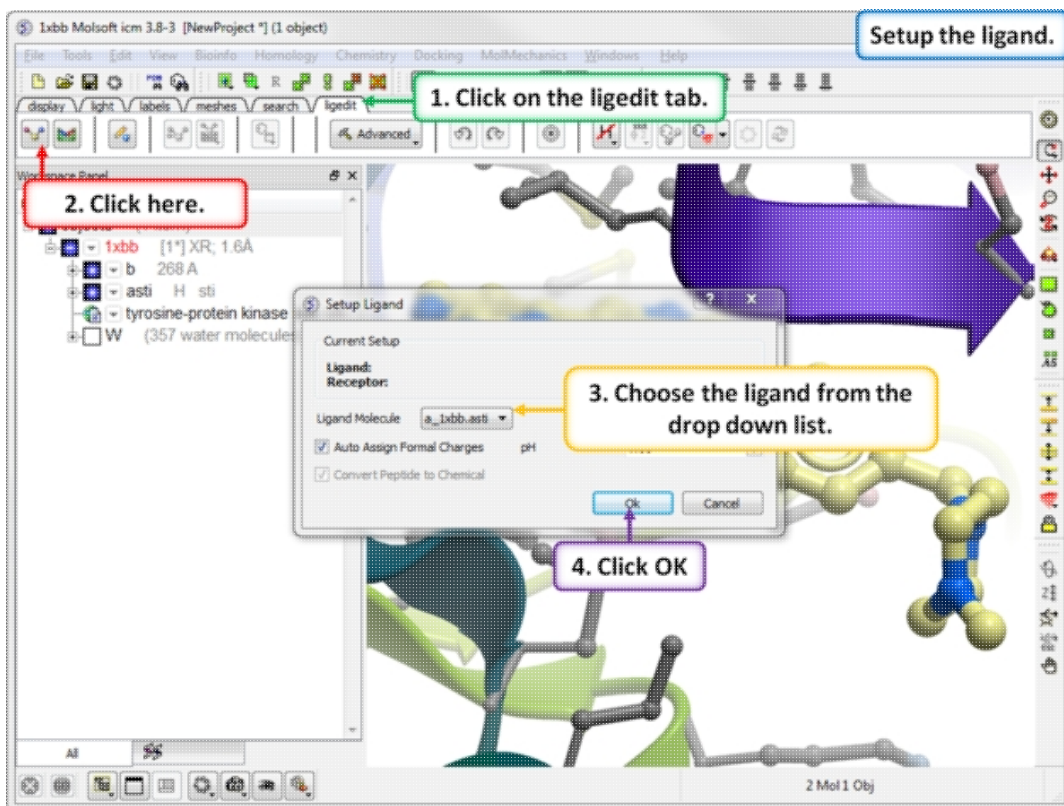 1xbb Molsoft icm 3.8-3 [NewProject *] (1 object)
Setup the ligand.
File Tools Edit View Bioinfo Homology Chemistry Docking MolMechanics Windows Help
display light labels meshes search ligedit
1. Click on the ligedit tab.
Advanced
2. Click here.
1xbb [1*] XR; 1.6Å
b 268 A
asti H sti
tyrosine-protein kinase
W (357 water molecules
Setup Ligand
Current Setup
Ligand:
Receptor:
3. Choose the ligand from the
drop down list.
Ligand Molecule a_1xbb.asti
Auto Assign Formal Charges pH
Convert Peptide to Chemical
Ok Cancel
4. Click OK
All
2 Mol 1 Obj